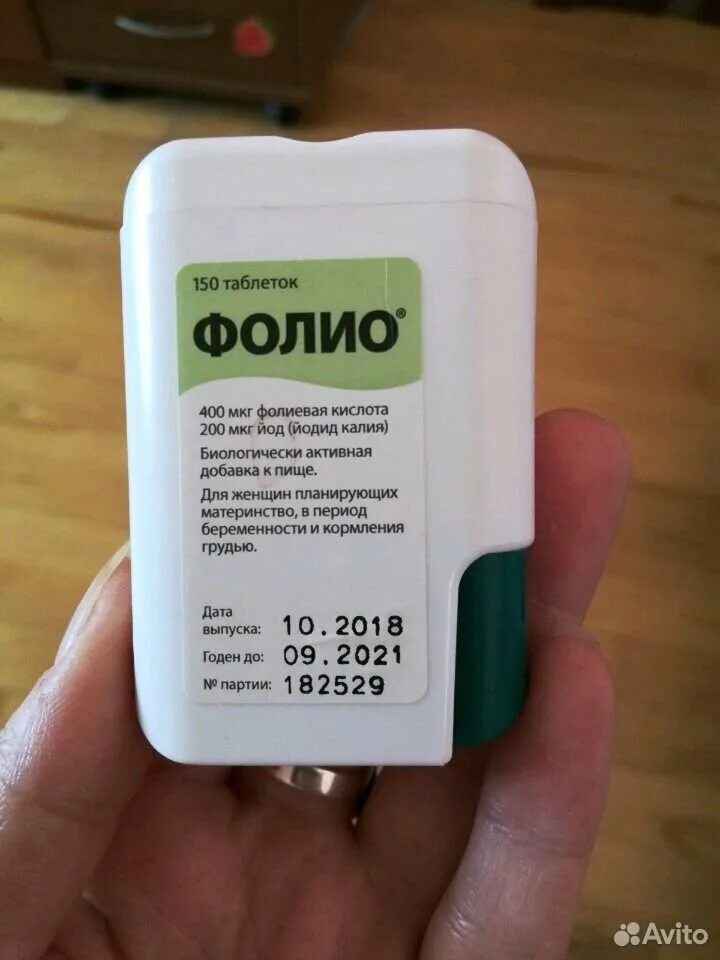 150 таблеток
ФОЛИО®
400 мкг фолиевая кислота
200 мкг йод (йодид калия)
Биологически активная
добавка к пище.
Для женщин планирующих
материнство, в период
беременности и кормления
грудью.
Дата
выпуска: 10.2018
Годен до: 09.2021
№ партии: 182529
Avito